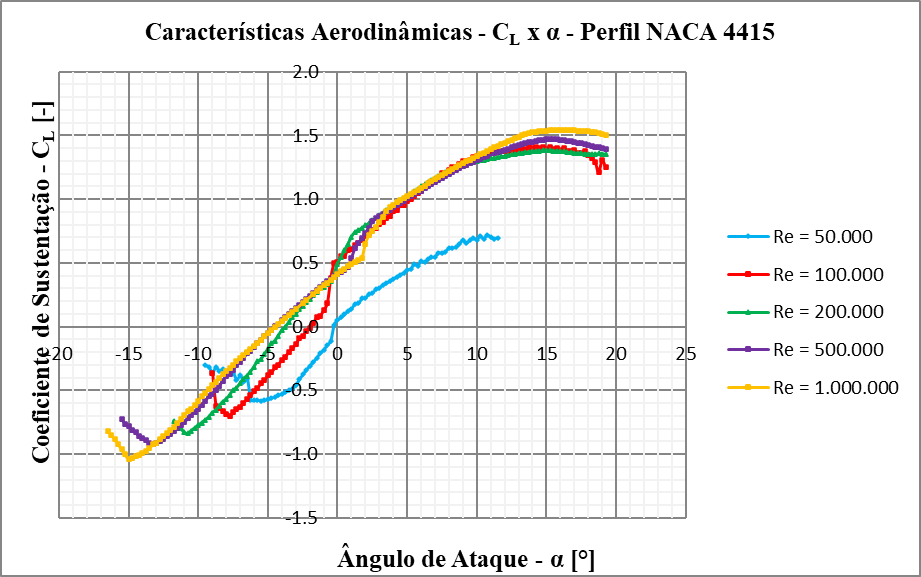 Características Aerodinâmicas - CL x α - Perfil NACA 4415
Coeficiente de Sustentação - CL [-]
2.0
1.5
1.0
0.5
0.0
-0.5
-1.0
-1.5
-20 -15 -10 -5 0 5 10 15 20 25
Ângulo de Ataque - α [°]
Re = 50.000
Re = 100.000
Re = 200.000
Re = 500.000
Re = 1.000.000